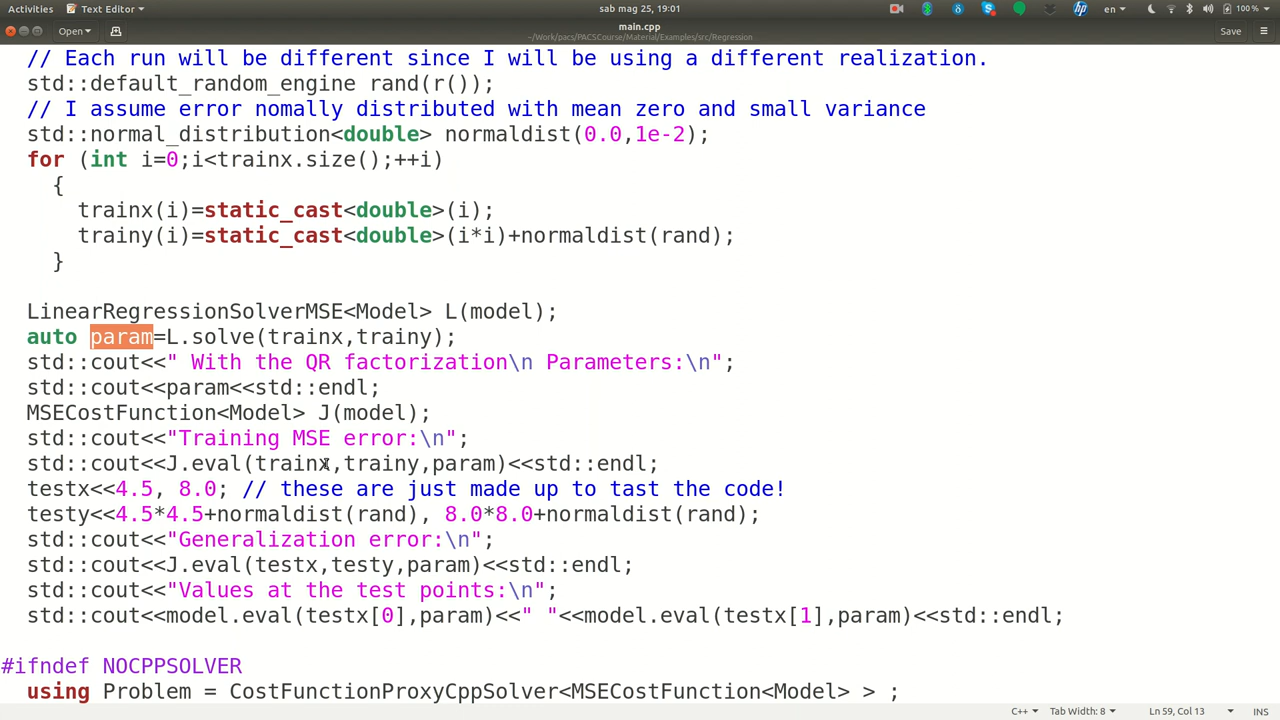 Activities Text Editor sab mag 25, 19:01 en 100 %
Open main.cpp Save
~/Work/pacs/PACSCourse/Material/Examples/src/Regression
// Each run will be different since I will be using a different realization.
std::default_random_engine rand(r());
// I assume error nomally distributed with mean zero and small variance
std::normal_distribution<double> normaldist(0.0,1e-2);
for (int i=0;i<trainx.size();++i)
{
trainx(i)=static_cast<double>(i);
trainy(i)=static_cast<double>(i*i)+normaldist(rand);
}
LinearRegressionSolverMSE<Model> L(model);
auto param=L.solve(trainx,trainy);
std::cout<<" With the QR factorization\n Parameters:\n";
std::cout<<param<<std::endl;
MSECostFunction<Model> J(model);
std::cout<<"Training MSE error:\n";
std::cout<<J.eval(trainx,trainy,param)<<std::endl;
testx<<4.5, 8.0; // these are just made up to tast the code!
testy<<4.5*4.5+normaldist(rand), 8.0*8.0+normaldist(rand);
std::cout<<"Generalization error:\n";
std::cout<<J.eval(testx,testy,param)<<std::endl;
std::cout<<"Values at the test points:\n";
std::cout<<model.eval(testx[0],param)<<" "<<model.eval(testx[1],param)<<std::endl;
#ifndef NOCPPSOLVER
using Problem = CostFunctionProxyCppSolver<MSECostFunction<Model> > ;
C++ Tab Width: 8 Ln 59, Col 13 INS